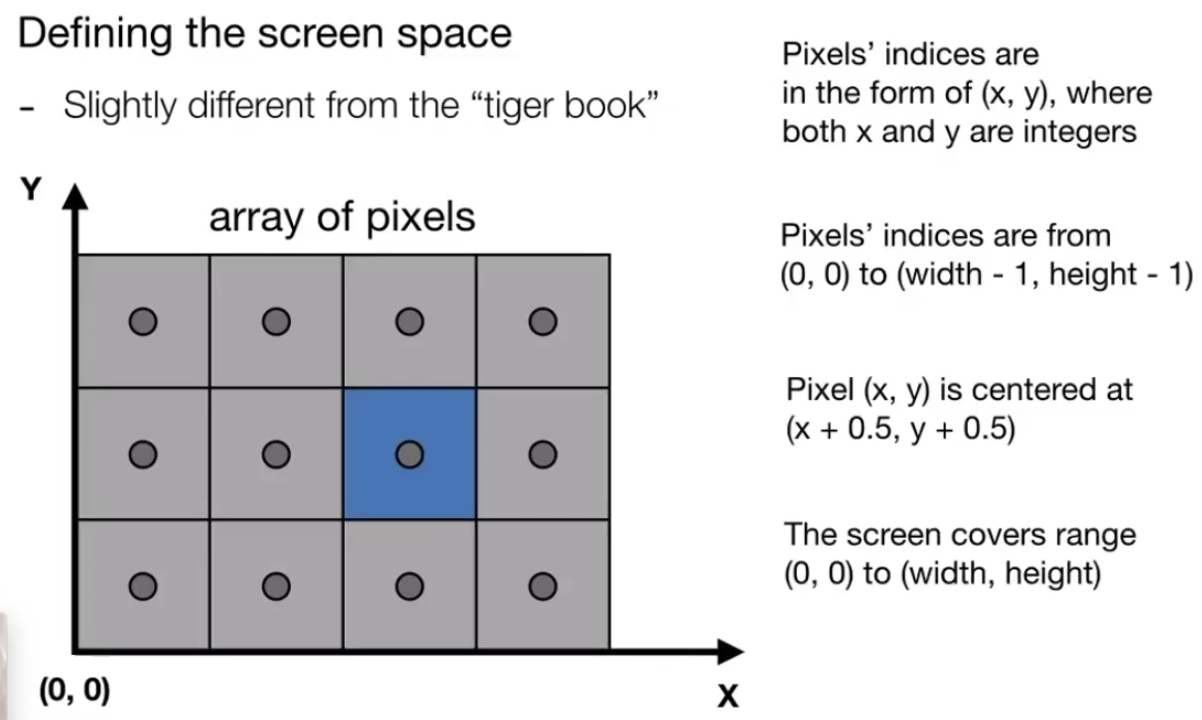 Defining the screen space
- Slightly different from the “tiger book”
Y
array of pixels
(0, 0)
X
Pixels’ indices are
in the form of (x, y), where
both x and y are integers
Pixels’ indices are from
(0, 0) to (width - 1, height - 1)
Pixel (x, y) is centered at
(x + 0.5, y + 0.5)
The screen covers range
(0, 0) to (width, height)